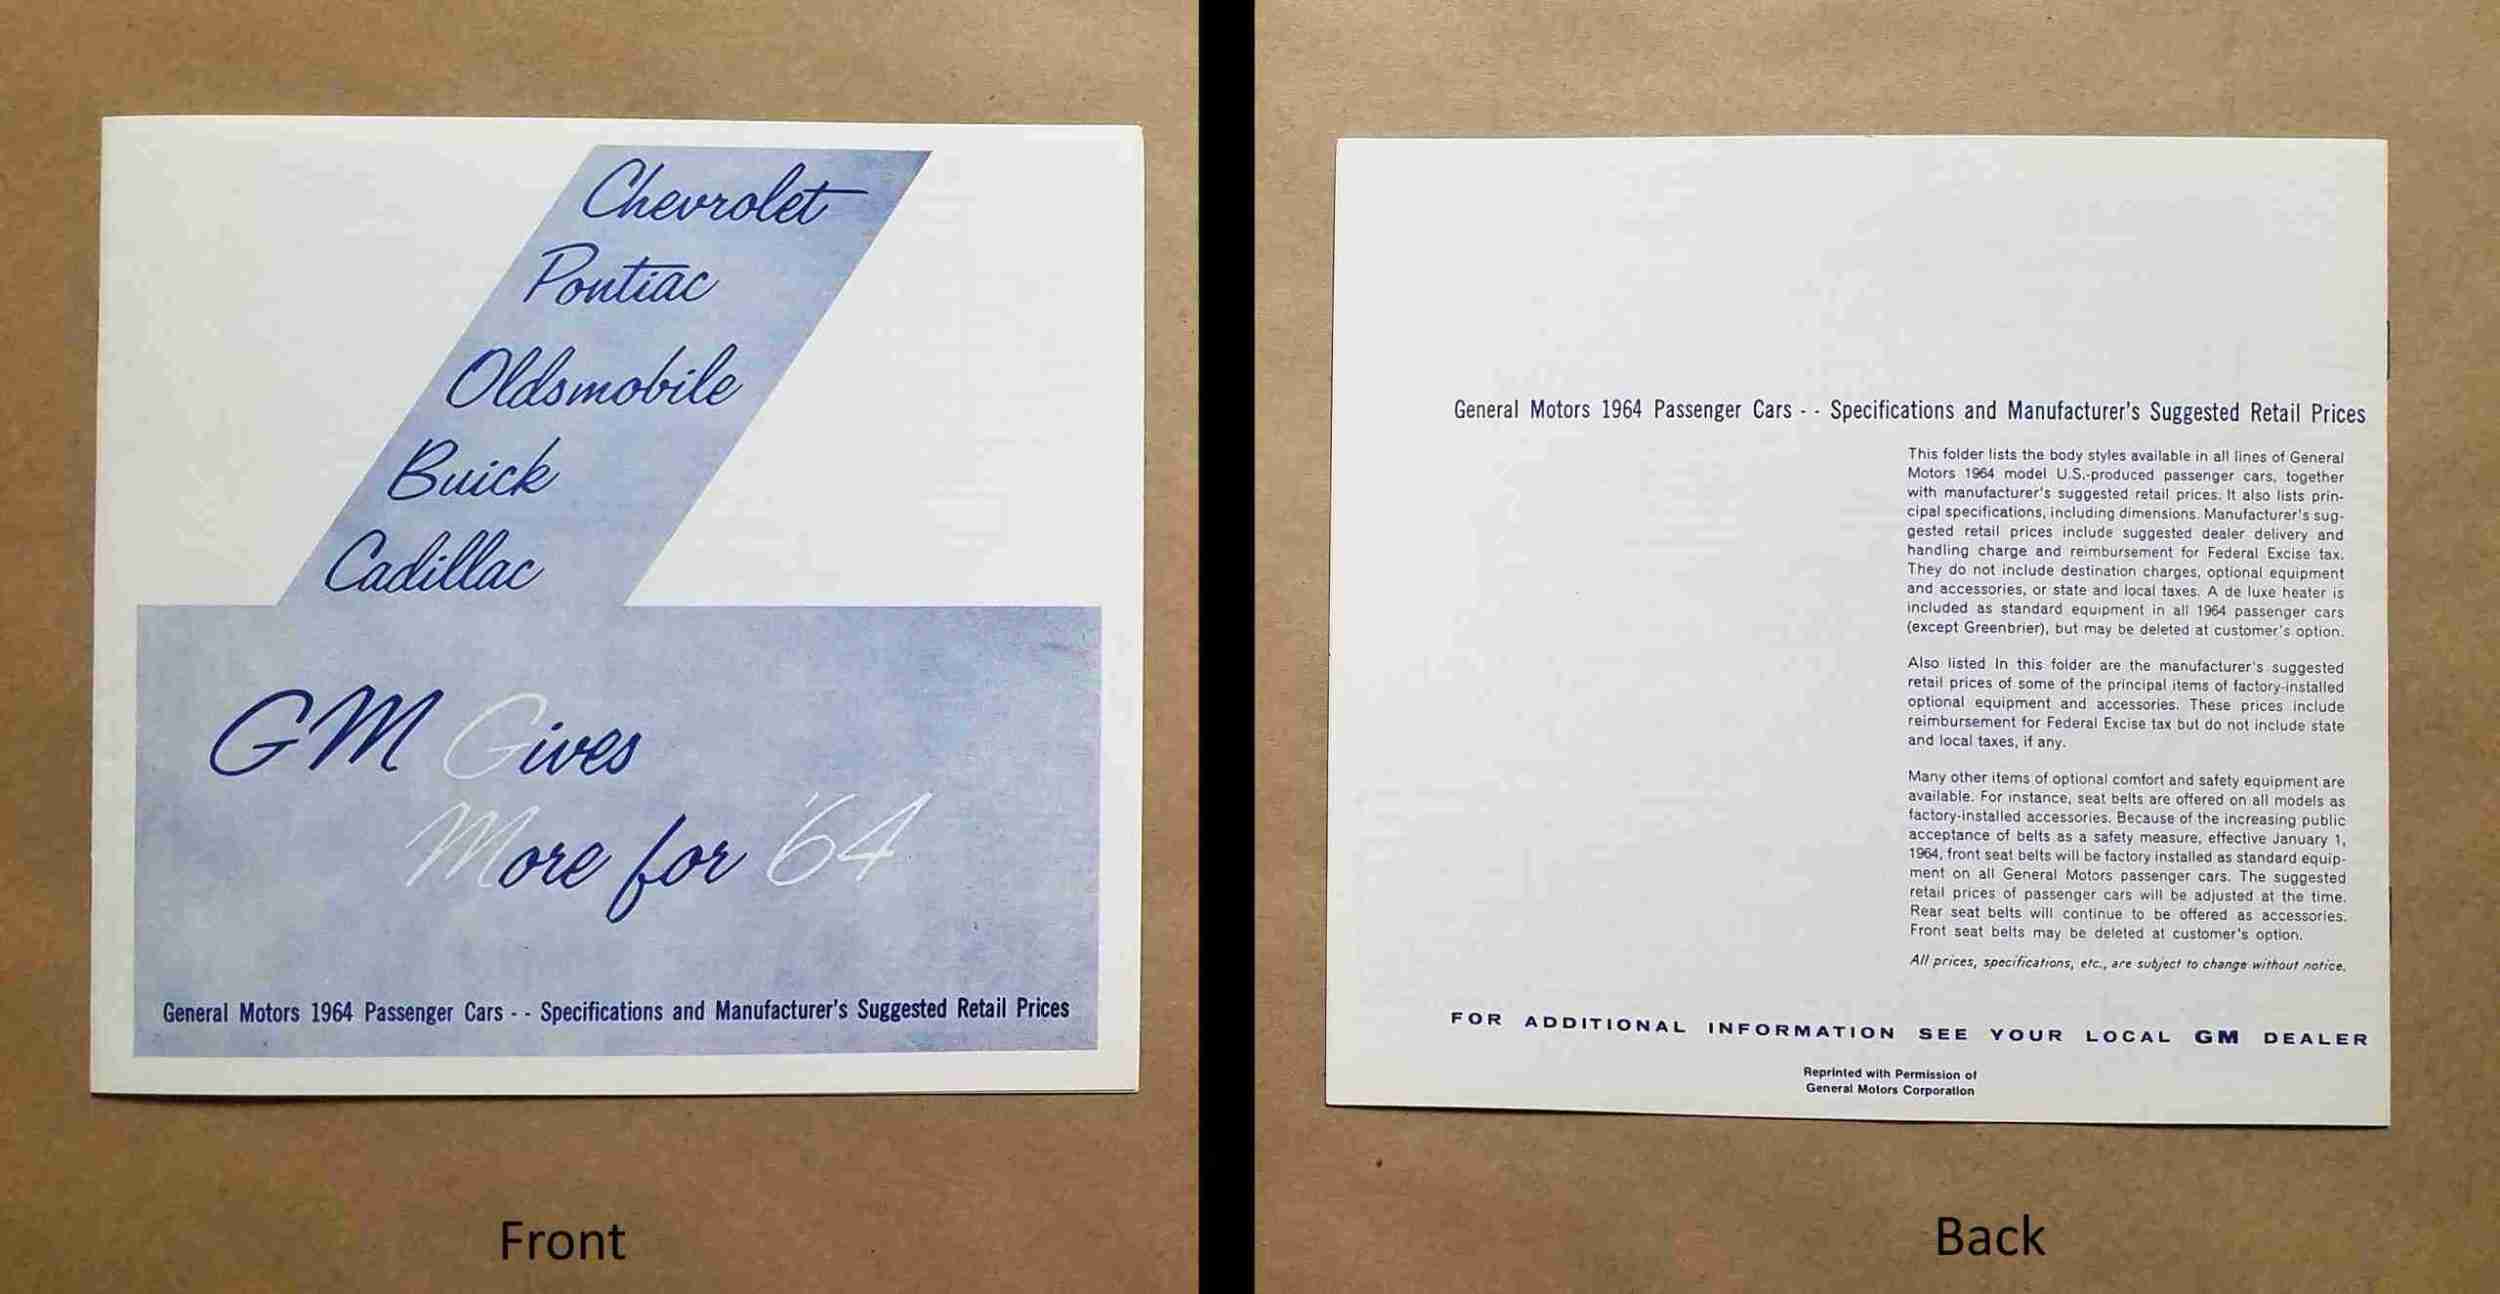 Chevrolet
Pontiac
Oldsmobile
Buick
Cadillac
GM Gives
More for '64
General Motors 1964 Passenger Cars - - Specifications and Manufacturer's Suggested Retail Prices
Front
General Motors 1964 Passenger Cars - - Specifications and Manufacturer's Suggested Retail Prices
This folder lists the body styles available in all lines of General
Motors 1964 model U.S.-produced passenger cars, together
with manufacturer's suggested retail prices. It also lists prin-
cipal specifications, including dimensions. Manufacturer's sug-
gested retail prices include suggested dealer delivery and
handling charge and reimbursement for Federal Excise tax.
They do not include destination charges, optional equipment
and accessories, or state and local taxes. A de luxe heater is
included as standard equipment in all 1964 passenger cars
(except Greenbrier), but may be deleted at customer's option.
Also listed in this folder are the manufacturer's suggested
retail prices of some of the principal items of factory-installed
optional equipment and accessories. These prices include
reimbursement for Federal Excise tax but do not include state
and local taxes, if any.
Many other items of optional comfort and safety equipment are
available. For instance, seat belts are offered on all models as
factory-installed accessories. Because of the increasing public
acceptance of belts as a safety measure, effective January 1,
1964, front seat belts will be factory installed as standard equip-
ment on all General Motors passenger cars. The suggested
retail prices of passenger cars will be adjusted at the time.
Rear seat belts will continue to be offered as accessories.
Front seat belts may be deleted at customer's option.
All prices, specifications, etc., are subject to change without notice.
FOR ADDITIONAL INFORMATION SEE YOUR LOCAL GM DEALER
Reprinted with Permission of
General Motors Corporation
Back